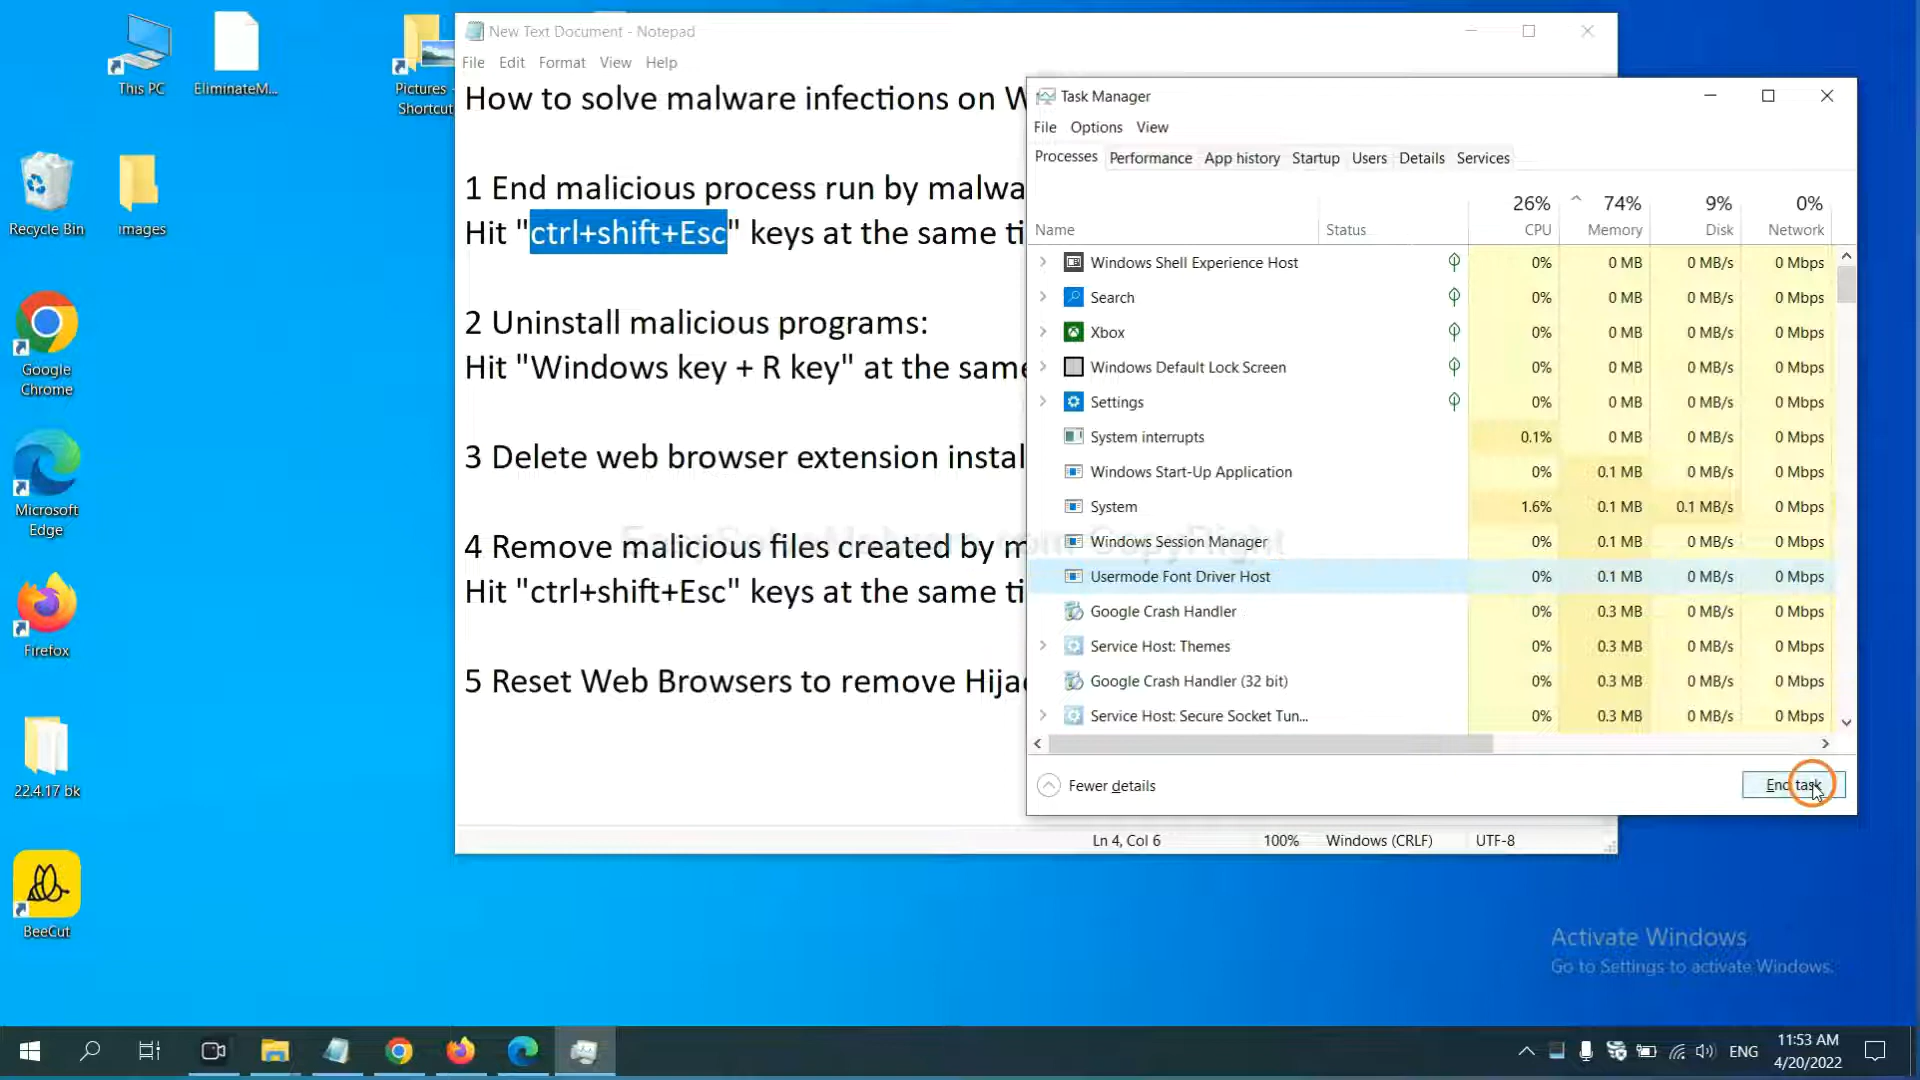 This PC
EliminateM...
Pictures -
Shortcut
Recycle Bin
images
Google
Chrome
Microsoft
Edge
Firefox
22.4.17 bk
BeeCut
New Text Document - Notepad
File Edit Format View Help
How to solve malware infections on W
1 End malicious process run by malwa
Hit "ctrl+shift+Esc" keys at the same ti
2 Uninstall malicious programs:
Hit "Windows key + R key" at the same
3 Delete web browser extension instal
4 Remove malicious files created by m
Hit "ctrl+shift+Esc" keys at the same ti
5 Reset Web Browsers to remove Hijac
Ln 4, Col 6 100% Windows (CRLF) UTF-8
Task Manager
File Options View
Processes Performance App history Startup Users Details Services
26% 74% 9% 0%
Name Status CPU Memory Disk Network
Windows Shell Experience Host 0% 0 MB 0 MB/s 0 Mbps
Search 0% 0 MB 0 MB/s 0 Mbps
Xbox 0% 0 MB 0 MB/s 0 Mbps
Windows Default Lock Screen 0% 0 MB 0 MB/s 0 Mbps
Settings 0% 0 MB 0 MB/s 0 Mbps
System interrupts 0.1% 0 MB 0 MB/s 0 Mbps
Windows Start-Up Application 0% 0.1 MB 0 MB/s 0 Mbps
System 1.6% 0.1 MB 0.1 MB/s 0 Mbps
Windows Session Manager 0% 0.1 MB 0 MB/s 0 Mbps
Usermode Font Driver Host 0% 0.1 MB 0 MB/s 0 Mbps
Google Crash Handler 0% 0.3 MB 0 MB/s 0 Mbps
Service Host: Themes 0% 0.3 MB 0 MB/s 0 Mbps
Google Crash Handler (32 bit) 0% 0.3 MB 0 MB/s 0 Mbps
Service Host: Secure Socket Tun... 0% 0.3 MB 0 MB/s 0 Mbps
Fewer details
End task
Activate Windows
Go to Settings to activate Windows.
ENG
11:53 AM
4/20/2022